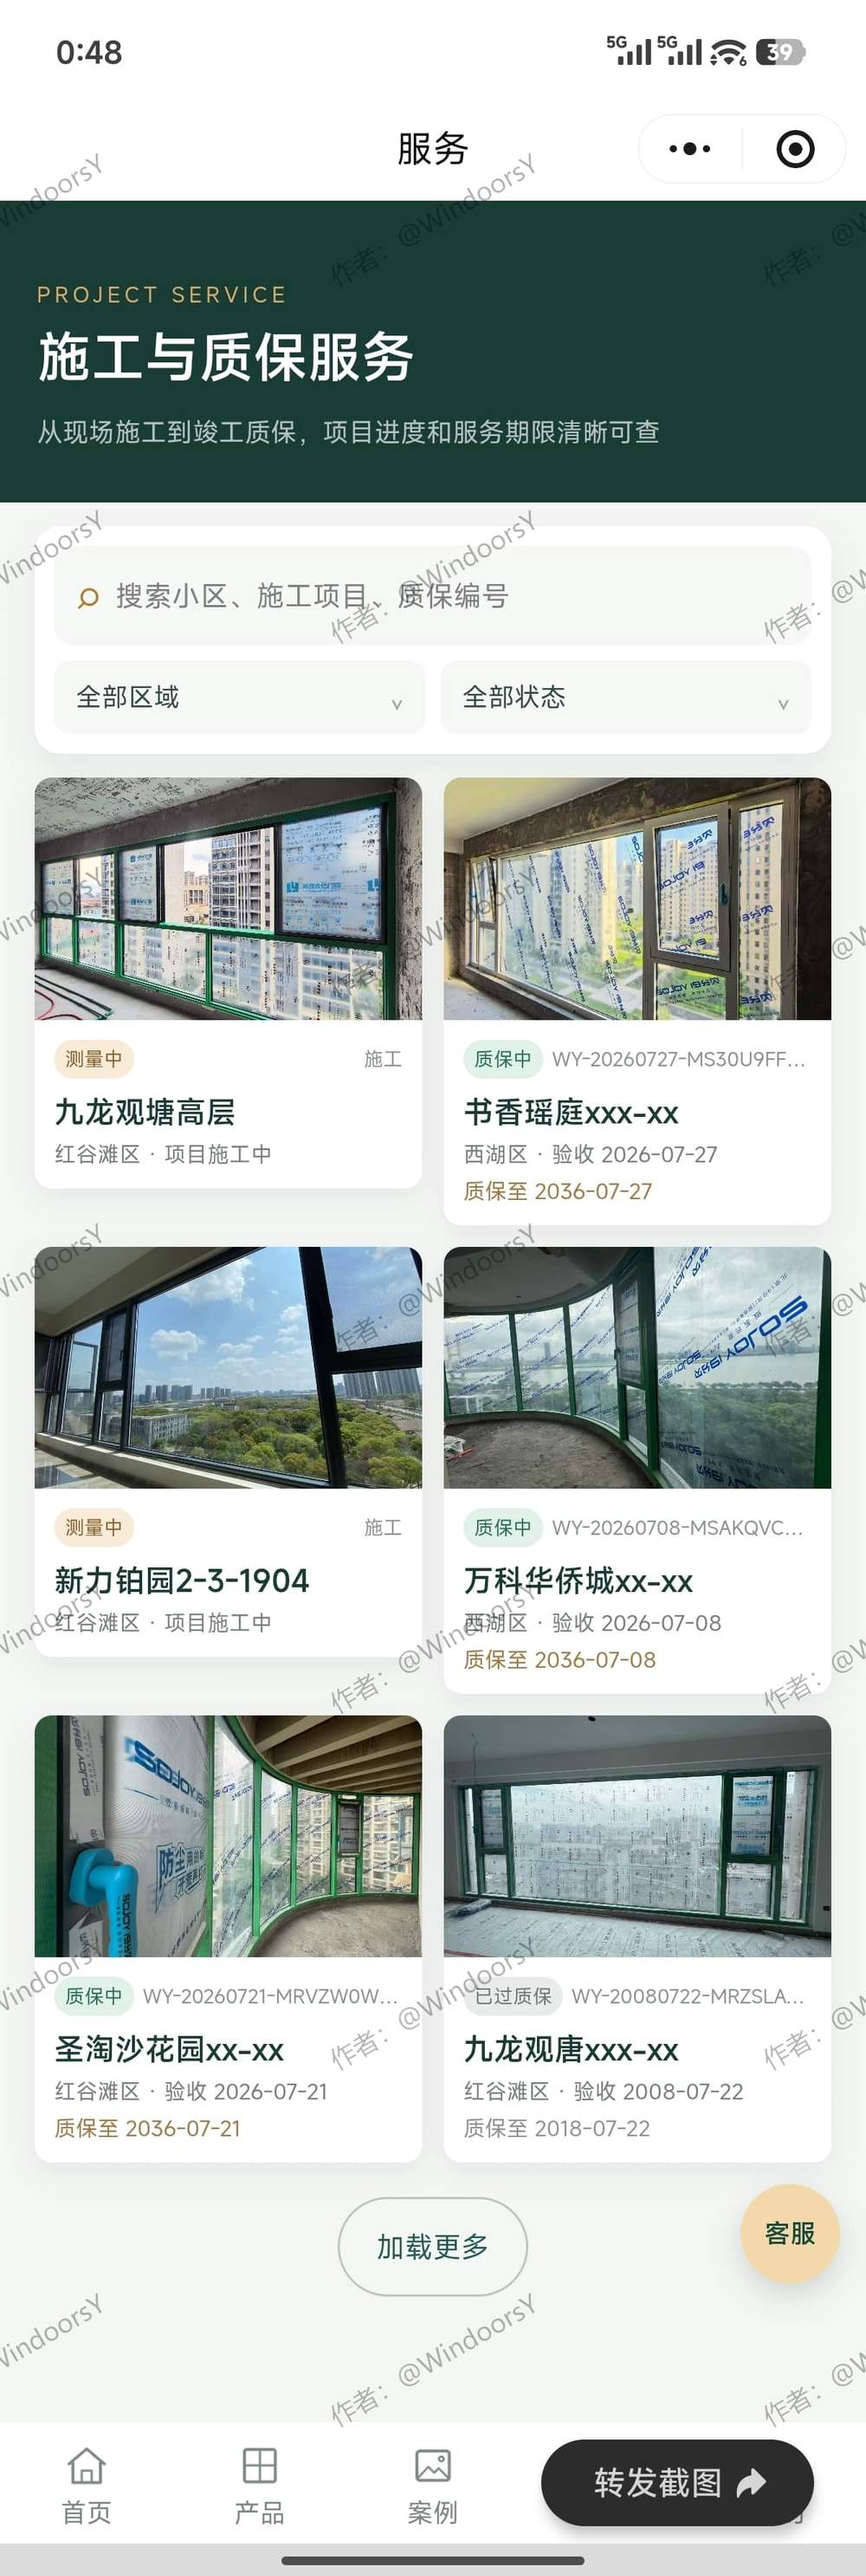 0:48
5G 5G 6 39
服务
PROJECT SERVICE
施工与质保服务
从现场施工到竣工质保，项目进度和服务期限清晰可查
搜索小区、施工项目、质保编号
全部区域
全部状态
测量中 施工
九龙观塘高层
红谷滩区 · 项目施工中
质保中 WY-20260727-MS30U9FF...
书香瑶庭xxx-xx
西湖区 · 验收 2026-07-27
质保至 2036-07-27
测量中 施工
新力铂园2-3-1904
红谷滩区 · 项目施工中
SOJOY
质保中 WY-20260708-MSAKQVC...
万科华侨城xx-xx
西湖区 · 验收 2026-07-08
质保至 2036-07-08
防尘
质保中 WY-20260721-MRVZW0W...
圣淘沙花园xx-xx
红谷滩区 · 验收 2026-07-21
质保至 2036-07-21
已过质保 WY-20080722-MRZSLA...
九龙观唐xxx-xx
红谷滩区 · 验收 2008-07-22
质保至 2018-07-22
加载更多
客服
首页
产品
案例
转发截图
作者：@WindoorsY